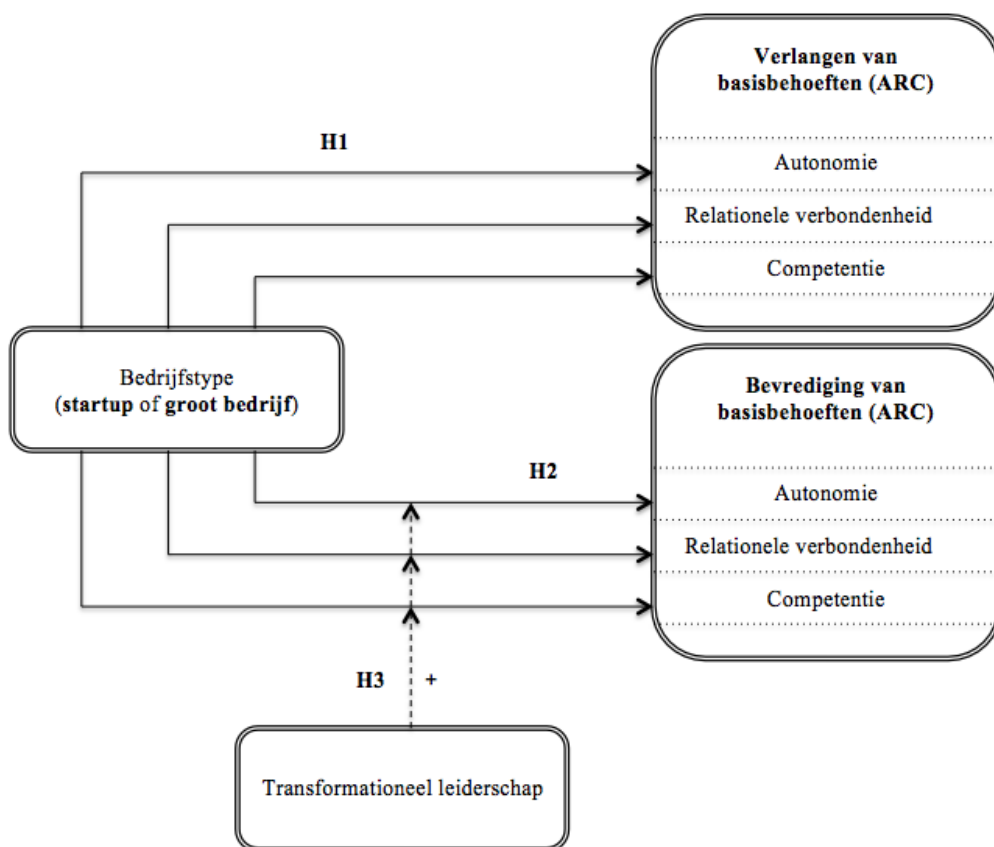 Verlangen van
basisbehoeften (ARC)
H1
Autonomie
Relationele verbondenheid
Competentie
Bedrijfstype
(startup of groot bedrijf)
Bevrediging van
basisbehoeften (ARC)
H2
Autonomie
Relationele verbondenheid
Competentie
H3 +
Transformationeel leiderschap